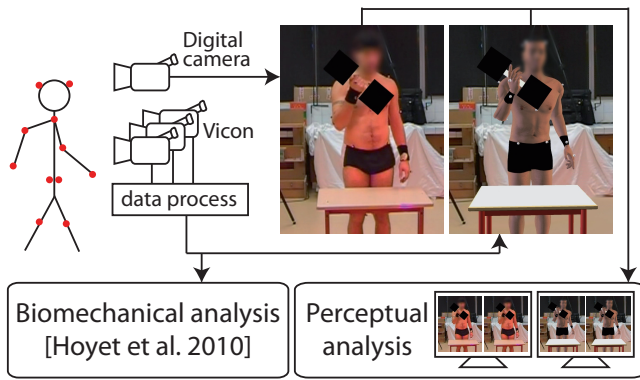 Digital
camera
Vicon
data process
Biomechanical analysis
[Hoyet et al. 2010]
Perceptual
analysis